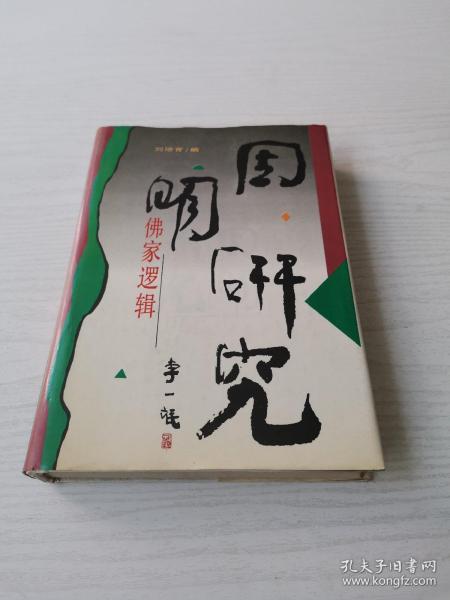 刘培育/编
因
明
研
究
佛家逻辑
李一氓
孔夫子旧书网
www.kongfz.com